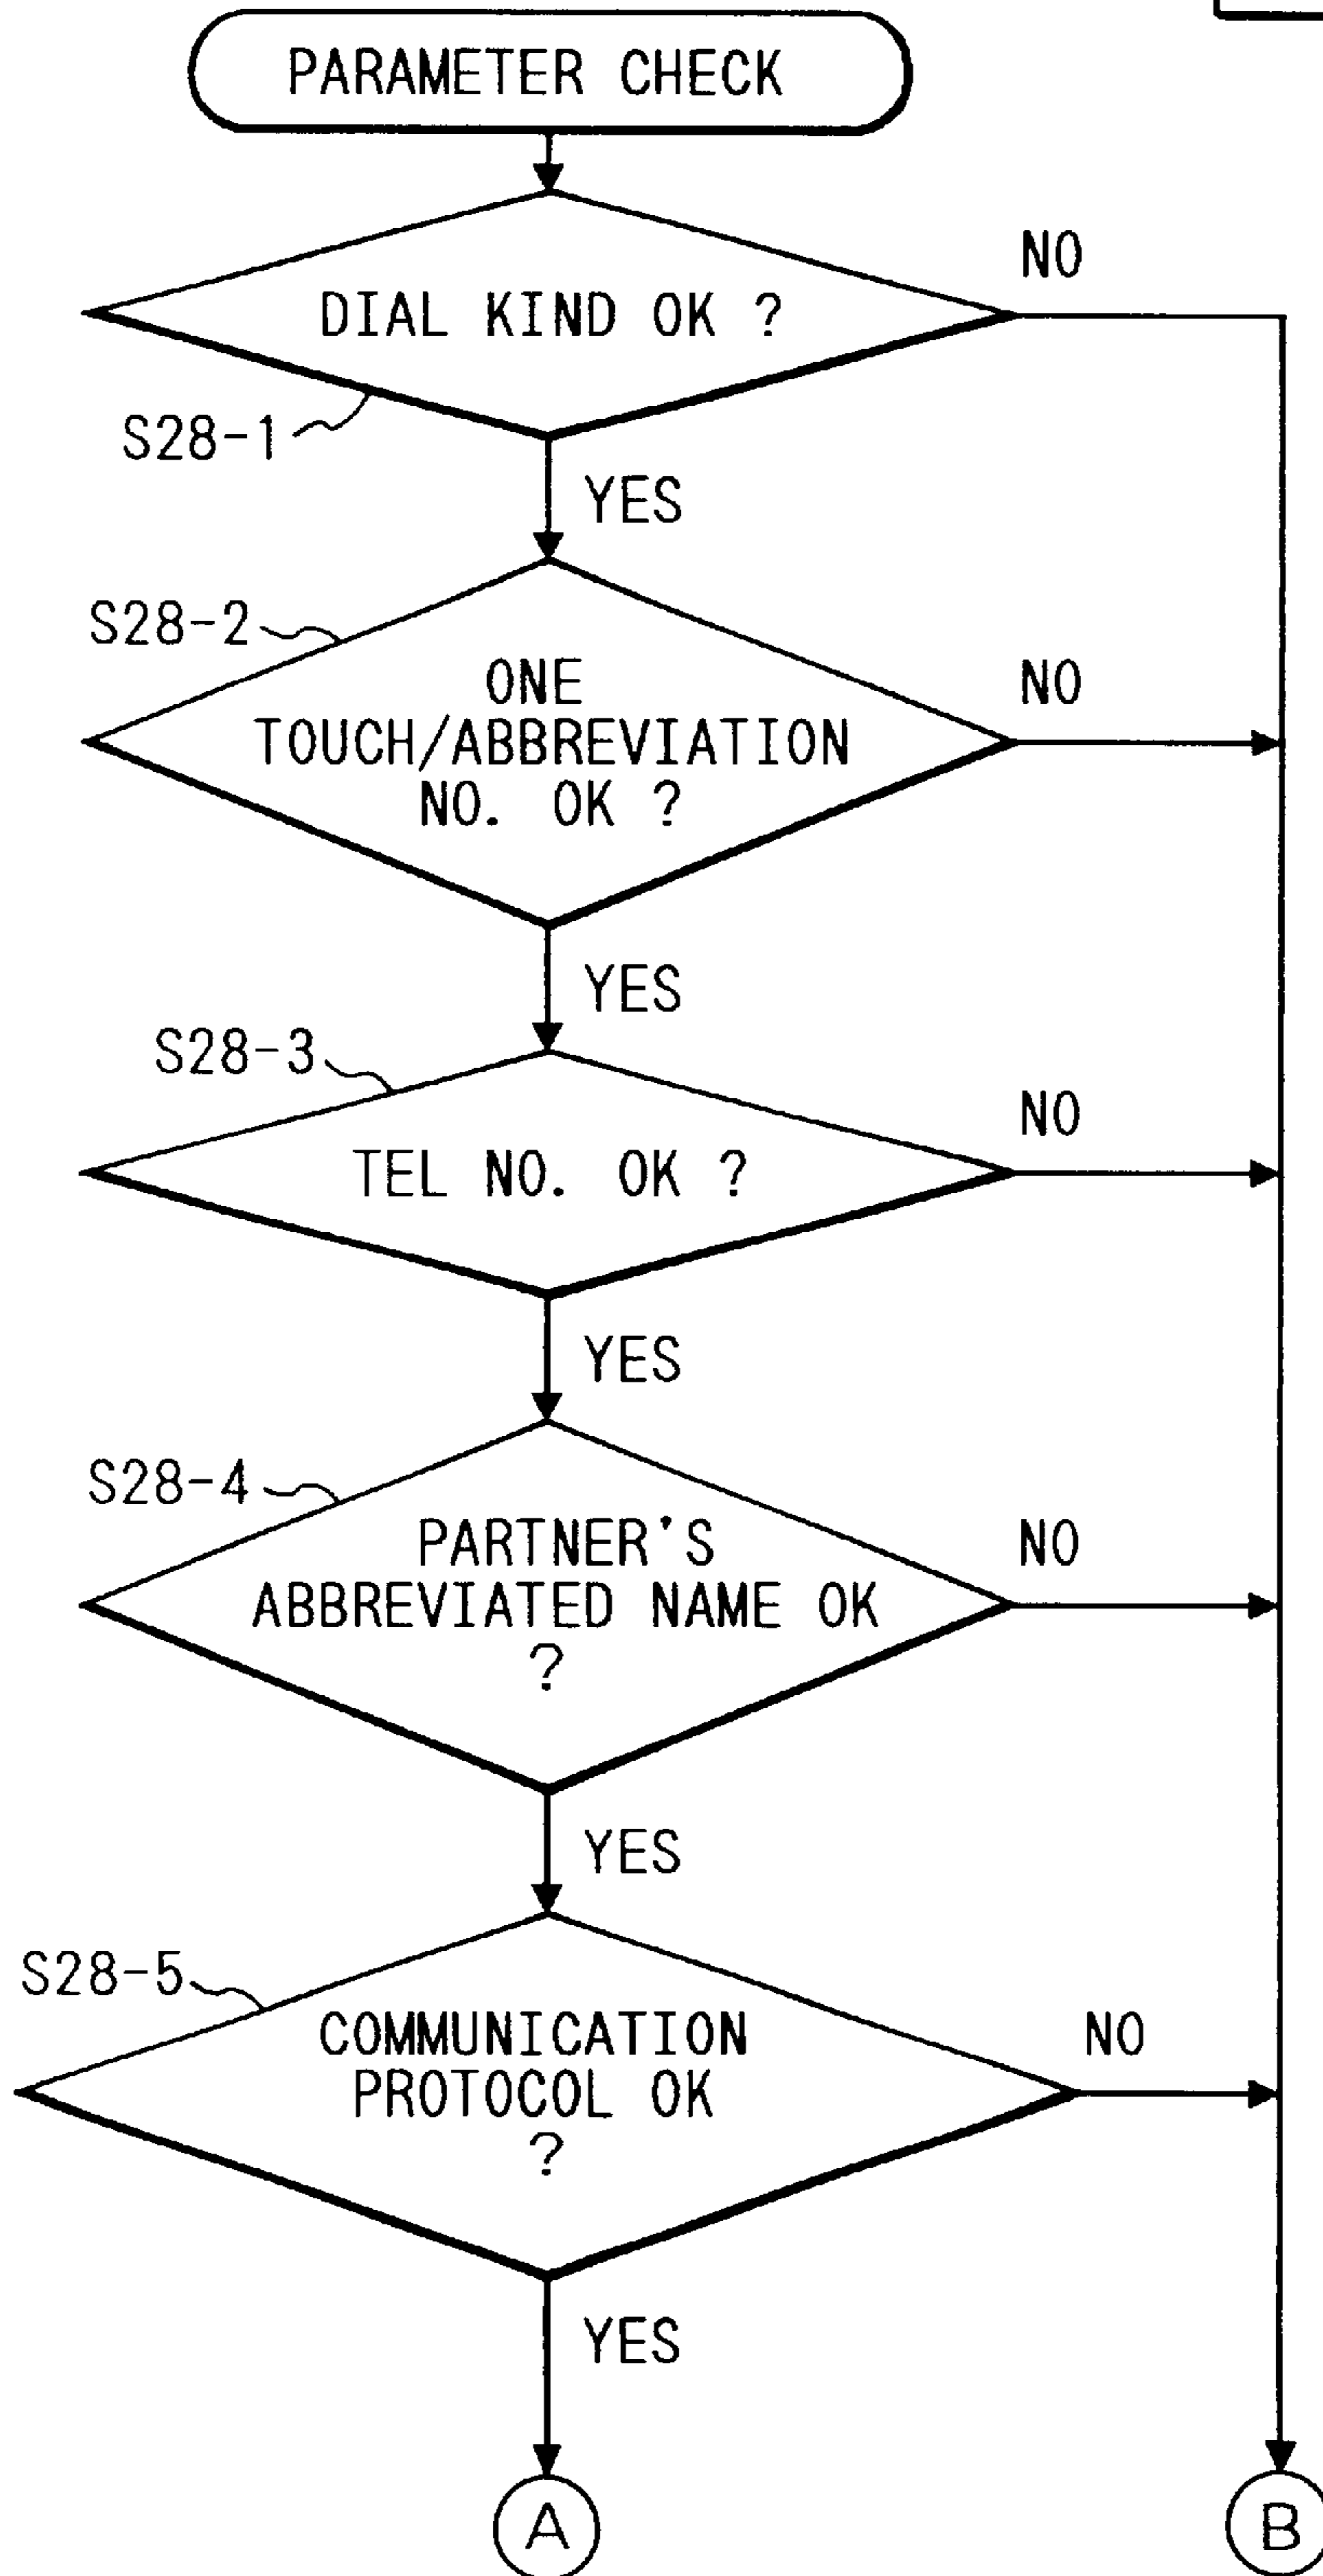 PARAMETER CHECK
DIAL KIND OK ?
NO
S28-1
YES
S28-2
ONE
TOUCH/ABBREVIATION
NO. OK ?
NO
YES
S28-3
TEL NO. OK ?
NO
YES
S28-4
PARTNER'S
ABBREVIATED NAME OK
?
NO
YES
S28-5
COMMUNICATION
PROTOCOL OK
?
NO
YES
A
B